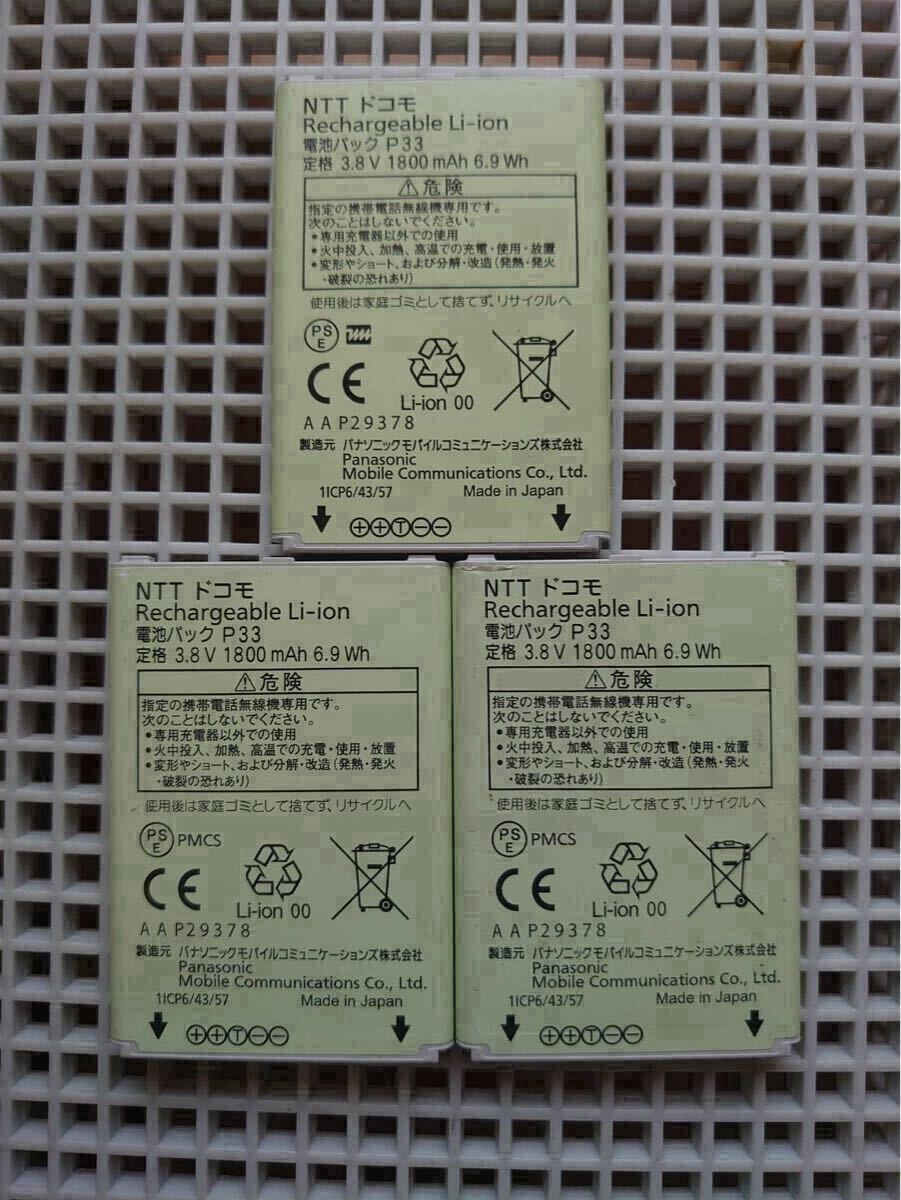 NTT ドコモ
Rechargeable Li-ion
電池パック P33
定格 3.8 V 1800 mAh 6.9 Wh
⚠危険
指定の携帯電話無線機専用です。
次のことはしないでください。
•専用充電器以外での使用
•火中投入、加熱、高温での充電・使用・放置
•変形やショート、および分解・改造(発熱・発火
・破裂の恐れあり)
使用後は家庭ゴミとして捨てず、リサイクルへ
PS
E
CE
Li-ion 00
AAP29378
製造元 パナソニックモバイルコミュニケーションズ株式会社
Panasonic
Mobile Communications Co., Ltd.
1ICP6/43/57 Made in Japan
++T--
NTT ドコモ
Rechargeable Li-ion
電池パック P33
定格 3.8 V 1800 mAh 6.9 Wh
⚠危険
指定の携帯電話無線機専用です。
次のことはしないでください。
•専用充電器以外での使用
•火中投入、加熱、高温での充電・使用・放置
•変形やショート、および分解・改造(発熱・発火
・破裂の恐れあり)
使用後は家庭ゴミとして捨てず、リサイクルへ
PS
E PMCS
CE
Li-ion 00
AAP29378
製造元 パナソニックモバイルコミュニケーションズ株式会社
Panasonic
Mobile Communications Co., Ltd.
1ICP6/43/57 Made in Japan
++T--
NTT ドコモ
Rechargeable Li-ion
電池パック P33
定格 3.8 V 1800 mAh 6.9 Wh
⚠危険
指定の携帯電話無線機専用です。
次のことはしないでください。
•専用充電器以外での使用
•火中投入、加熱、高温での充電・使用・放置
•変形やショート、および分解・改造(発熱・発火
・破裂の恐れあり)
使用後は家庭ゴミとして捨てず、リサイクルへ
PS
E PMCS
CE
Li-ion 00
AAP29378
製造元 パナソニックモバイルコミュニケーションズ株式会社
Panasonic
Mobile Communications Co., Ltd.
1ICP6/43/57 Made in Japan
++T--